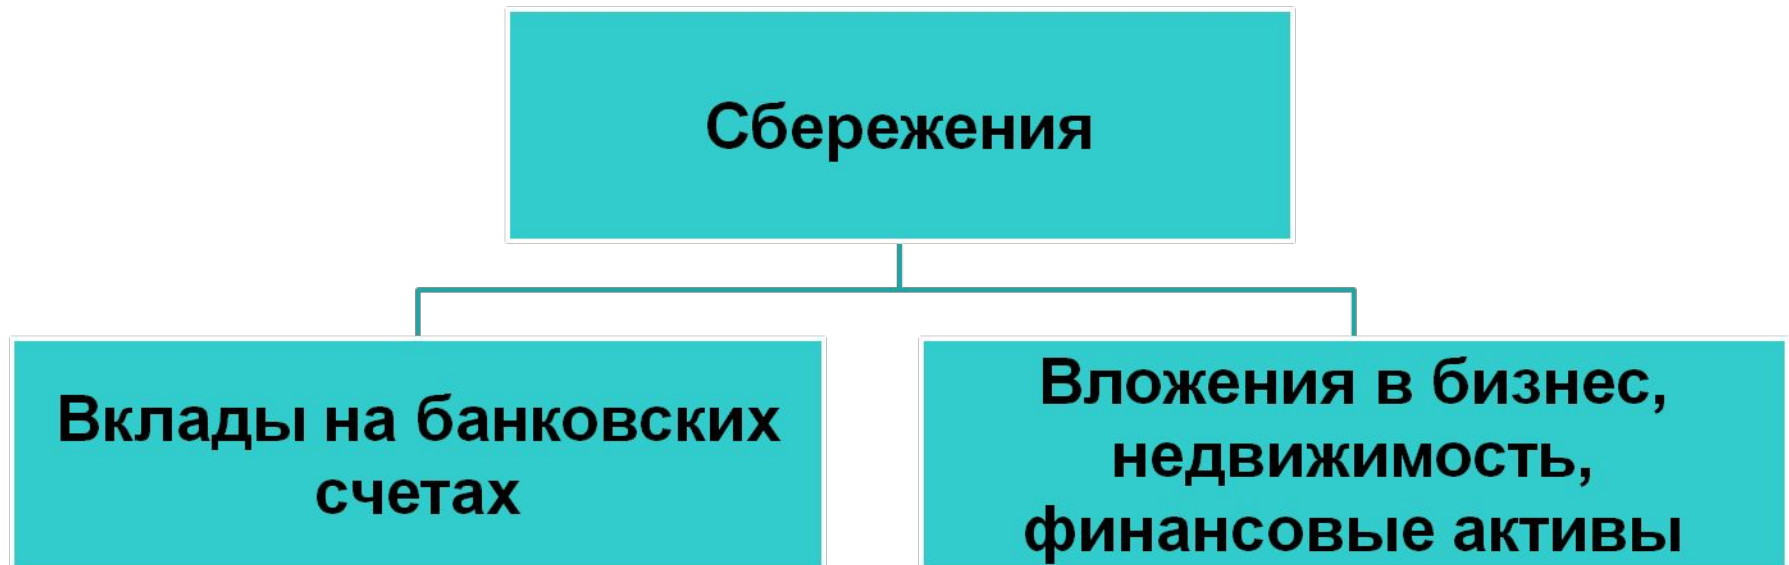 Сбережения
Вклады на банковских
счетах
Вложения в бизнес,
недвижимость,
финансовые активы